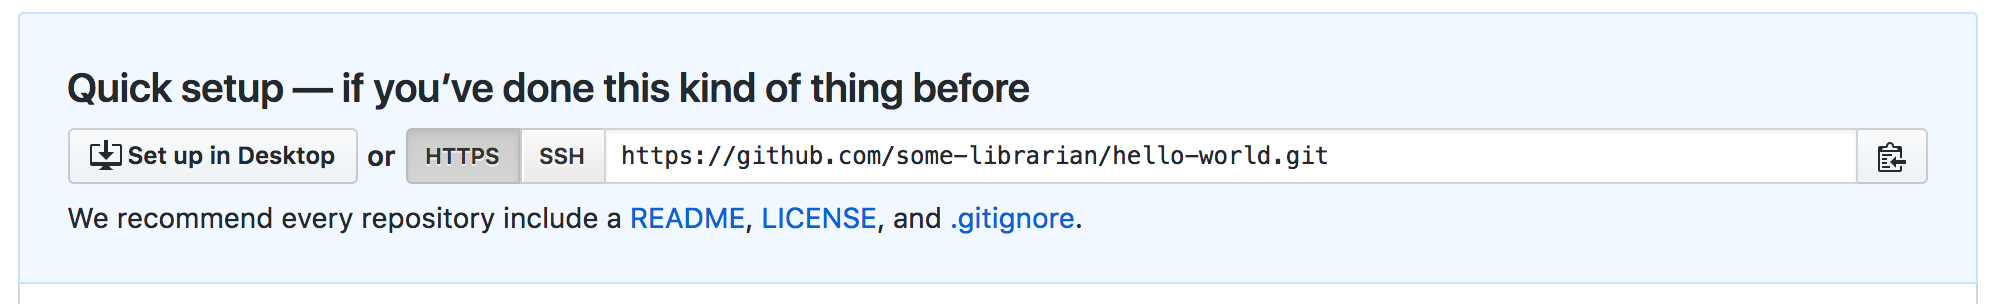 Quick setup — if you’ve done this kind of thing before
Set up in Desktop or HTTPS SSH https://github.com/some-librarian/hello-world.git
We recommend every repository include a README, LICENSE, and .gitignore.